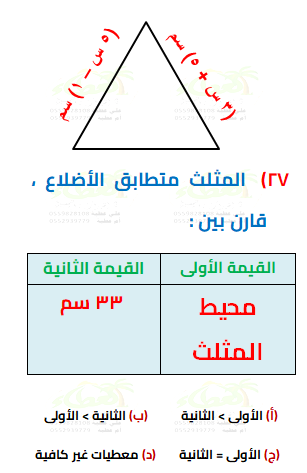 (٥ س – ١) سم
(٣ س + ٥) سم
٢٧) المثلث متطابق الأضلاع ،
قارن بين :
القيمة الأولى القيمة الثانية
محيط المثلث ٣٣ سم
(أ) الأولى > الثانية (ب) الثانية > الأولى
(ج) الأولى = الثانية (د) معطيات غير كافية